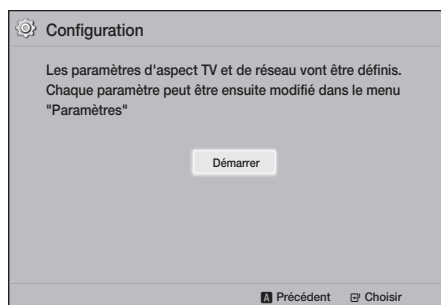 Configuration
Les paramètres d'aspect TV et de réseau vont être définis.
Chaque paramètre peut être ensuite modifié dans le menu
"Paramètres"
Démarrer
A Précédent Choisir